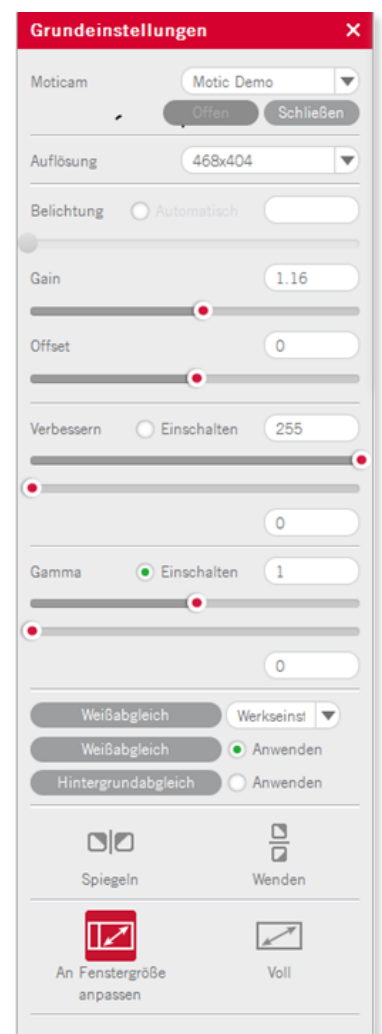 Grundeinstellungen
Moticam Motic Demo
Offen Schließen
Auflösung 468x404
Belichtung Automatisch
Gain 1.16
Offset 0
Verbessern Einschalten 255
0
Gamma Einschalten 1
0
Weißabgleich
Weißabgleich Anwenden
Hintergrundabgleich Anwenden
Spiegeln Wenden
An Fenstergröße Voll
anpassen